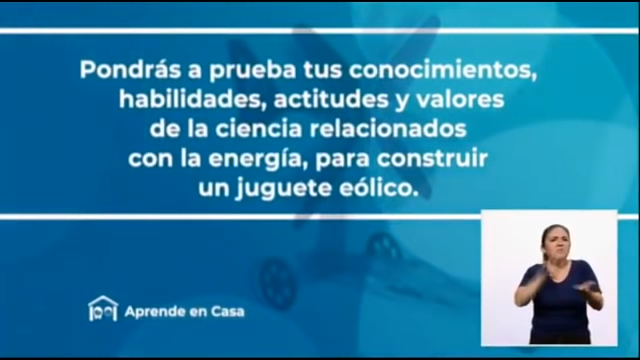 Pondrás a prueba tus conocimientos,
habilidades, actitudes y valores
de la ciencia relacionados
con la energía, para construir
un juguete eólico.
Aprende en Casa